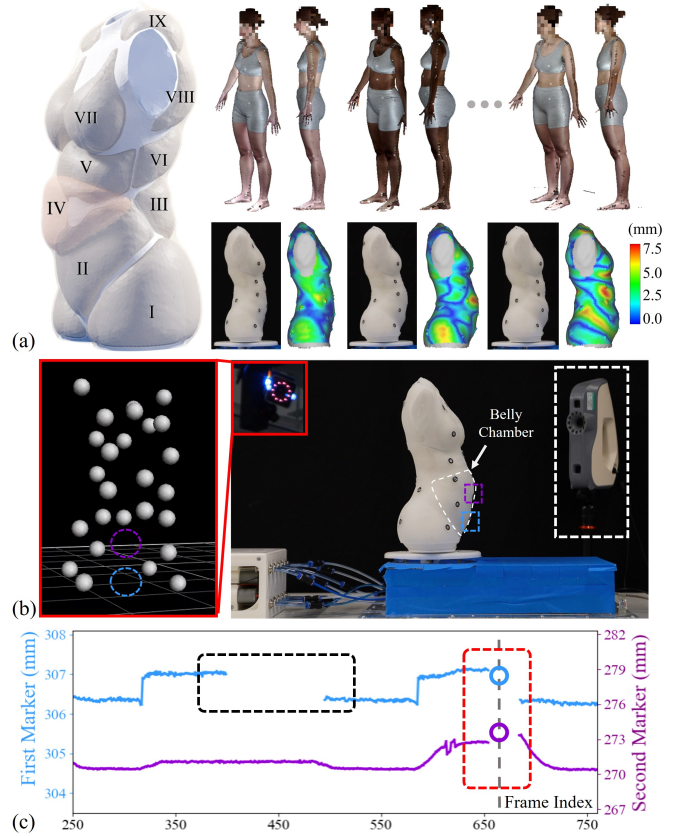 IX
VIII
VII
VI
V
IV
III
II
I
(mm)
7.5
5.0
2.5
0.0
(a)
Belly
Chamber
(b)
308
307
306
305
304
First Marker (mm)
282
279
276
273
270
267
Second Marker (mm)
Frame Index
250
350
450
550
650
750
(c)